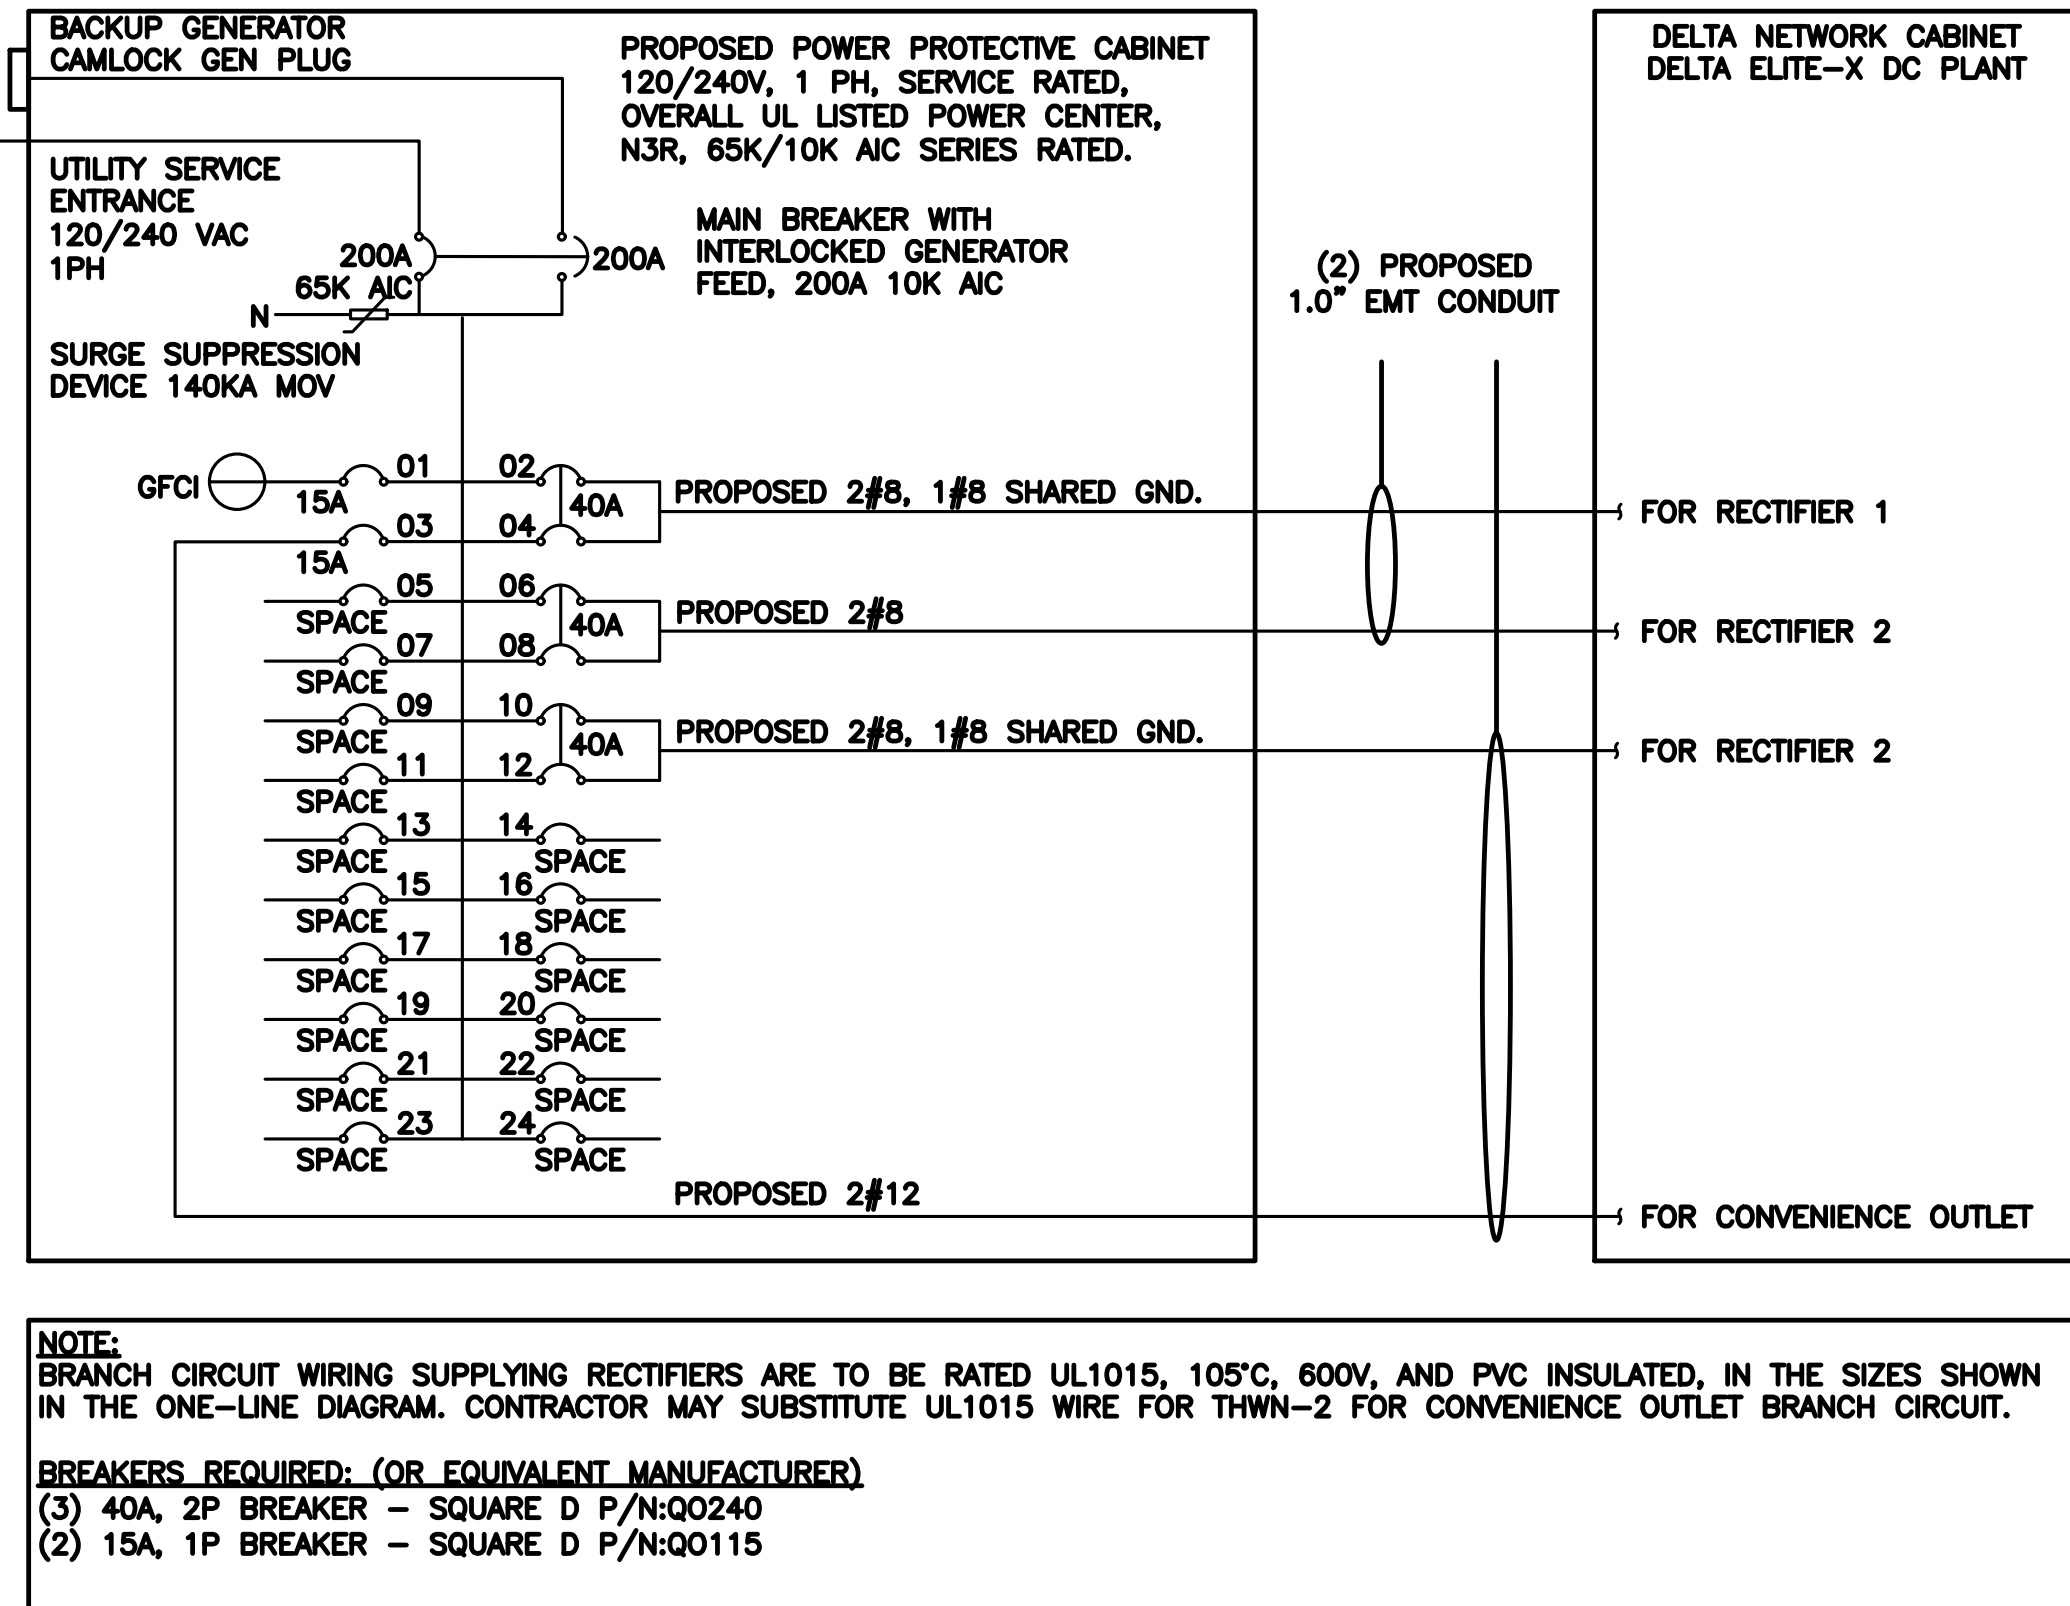 BACKUP GENERATOR
CAMLOCK GEN PLUG
PROPOSED POWER PROTECTIVE CABINET
120/240V, 1 PH, SERVICE RATED,
OVERALL UL LISTED POWER CENTER,
N3R, 65K/10K AIC SERIES RATED.
DELTA NETWORK CABINET
DELTA ELITE-X DC PLANT
UTILITY SERVICE
ENTRANCE
120/240 VAC
1PH
200A
65K AIC
200A
MAIN BREAKER WITH
INTERLOCKED GENERATOR
FEED, 200A 10K AIC
(2) PROPOSED
1.0" EMT CONDUIT
N
SURGE SUPPRESSION
DEVICE 140KA MOV
GFCI
15A
01 02
40A
PROPOSED 2#8, 1#8 SHARED GND.
FOR RECTIFIER 1
03 04
15A
05 06
SPACE
40A
PROPOSED 2#8
FOR RECTIFIER 2
07 08
SPACE
09 10
SPACE
40A
PROPOSED 2#8, 1#8 SHARED GND.
FOR RECTIFIER 2
11 12
SPACE
13 14
SPACE SPACE
15 16
SPACE SPACE
17 18
SPACE SPACE
19 20
SPACE SPACE
21 22
SPACE SPACE
23 24
SPACE SPACE
PROPOSED 2#12
FOR CONVENIENCE OUTLET
NOTE:
BRANCH CIRCUIT WIRING SUPPLYING RECTIFIERS ARE TO BE RATED UL1015, 105°C, 600V, AND PVC INSULATED, IN THE SIZES SHOWN
IN THE ONE-LINE DIAGRAM. CONTRACTOR MAY SUBSTITUTE UL1015 WIRE FOR THWN-2 FOR CONVENIENCE OUTLET BRANCH CIRCUIT.
BREAKERS REQUIRED: (OR EQUIVALENT MANUFACTURER)
(3) 40A, 2P BREAKER - SQUARE D P/N:QO240
(2) 15A, 1P BREAKER - SQUARE D P/N:QO115